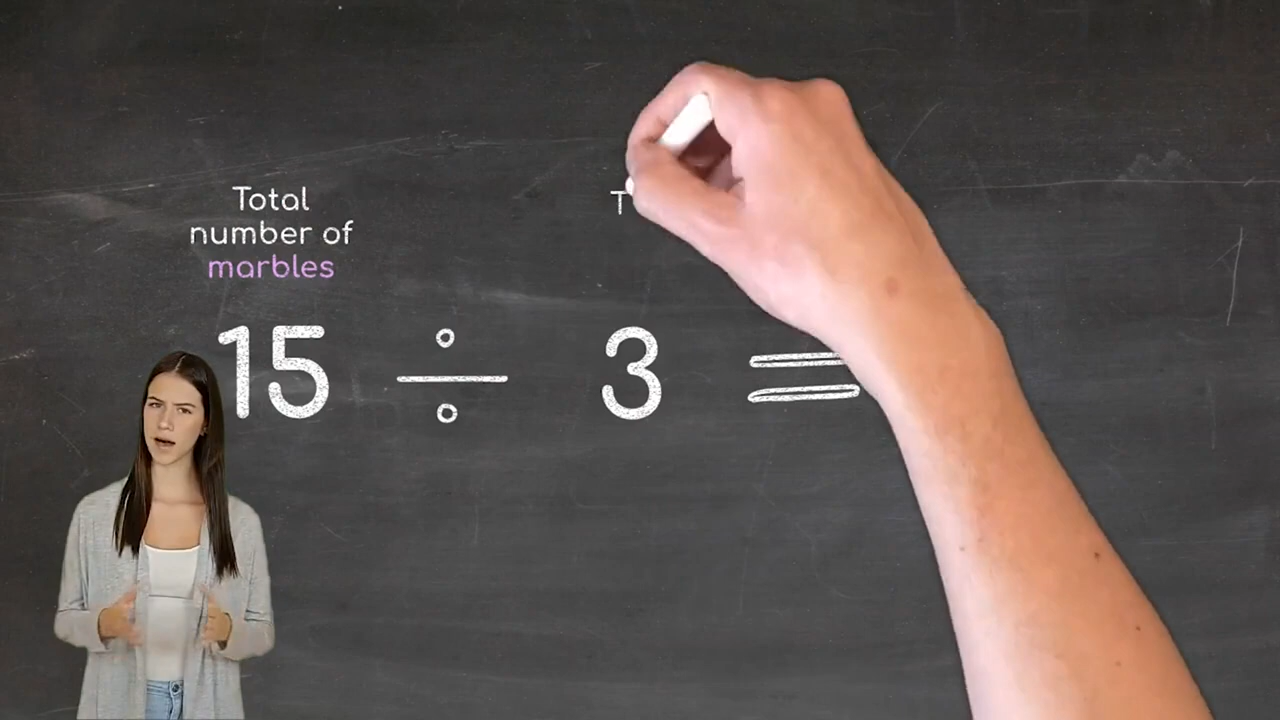 Total
number of
marbles
T
15 ÷ 3 =